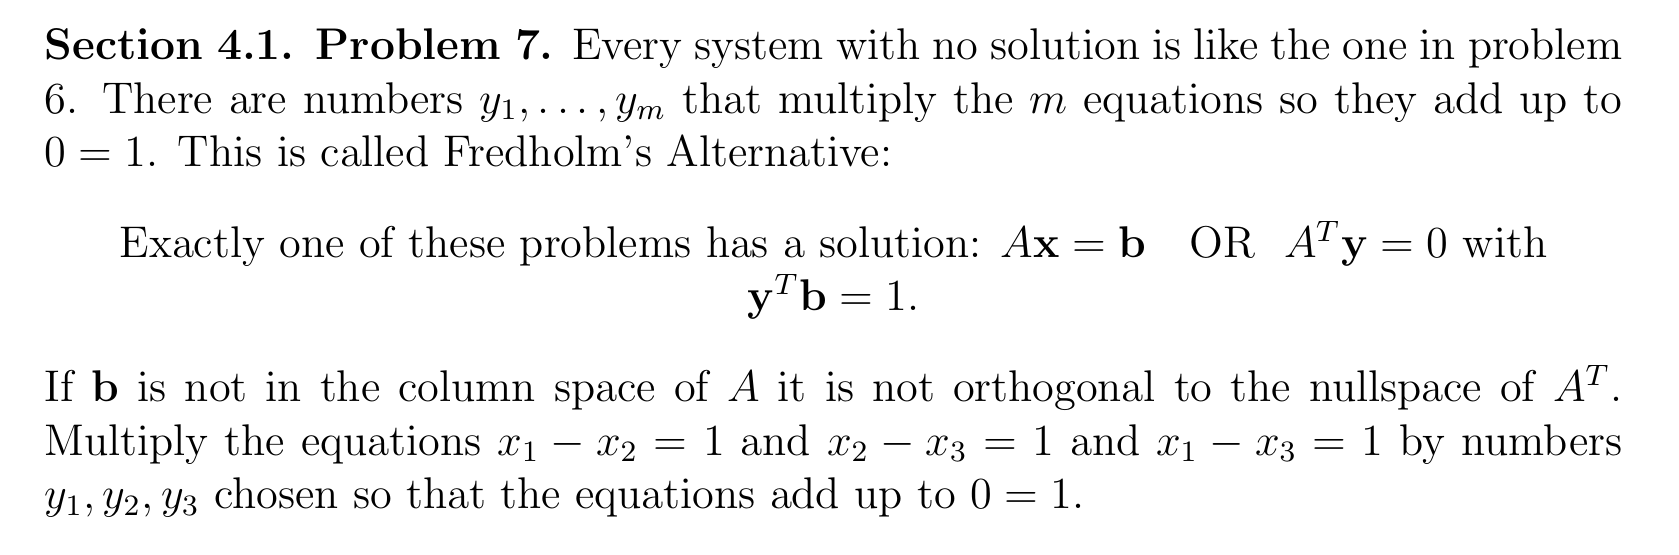 Section 4.1. Problem 7. Every system with no solution is like the one in problem
6. There are numbers y₁, . . . , yₘ that multiply the m equations so they add up to
0 = 1. This is called Fredholm's Alternative:
Exactly one of these problems has a solution: Ax = b OR Aᵀy = 0 with
yᵀb = 1.
If b is not in the column space of A it is not orthogonal to the nullspace of Aᵀ.
Multiply the equations x₁ − x₂ = 1 and x₂ − x₃ = 1 and x₁ − x₃ = 1 by numbers
y₁, y₂, y₃ chosen so that the equations add up to 0 = 1.